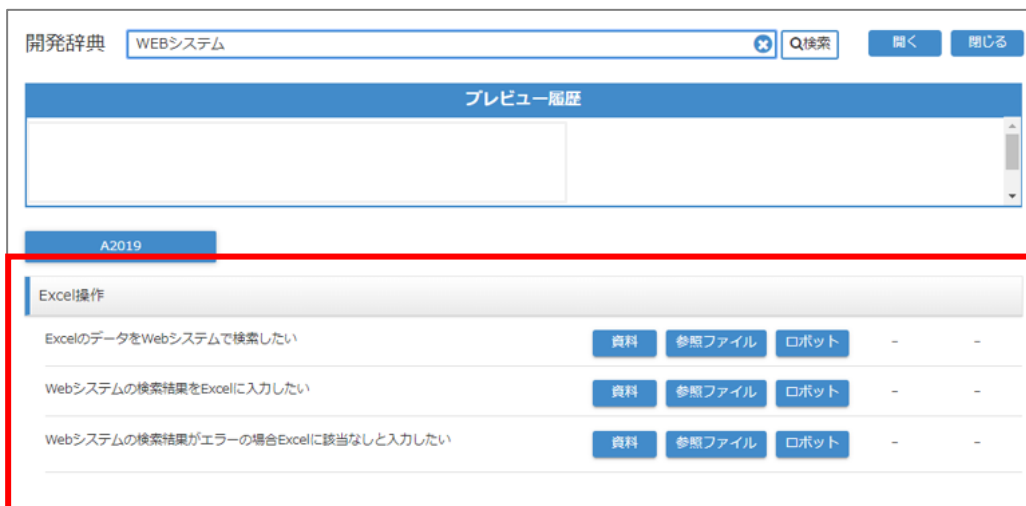 開発辞典 WEBシステム 検索 開く 閉じる
プレビュー履歴
A2019
Excel操作
ExcelのデータをWebシステムで検索したい 資料 参照ファイル ロボット - -
Webシステムの検索結果をExcelに入力したい 資料 参照ファイル ロボット - -
Webシステムの検索結果がエラーの場合Excelに該当なしと入力したい 資料 参照ファイル ロボット - -